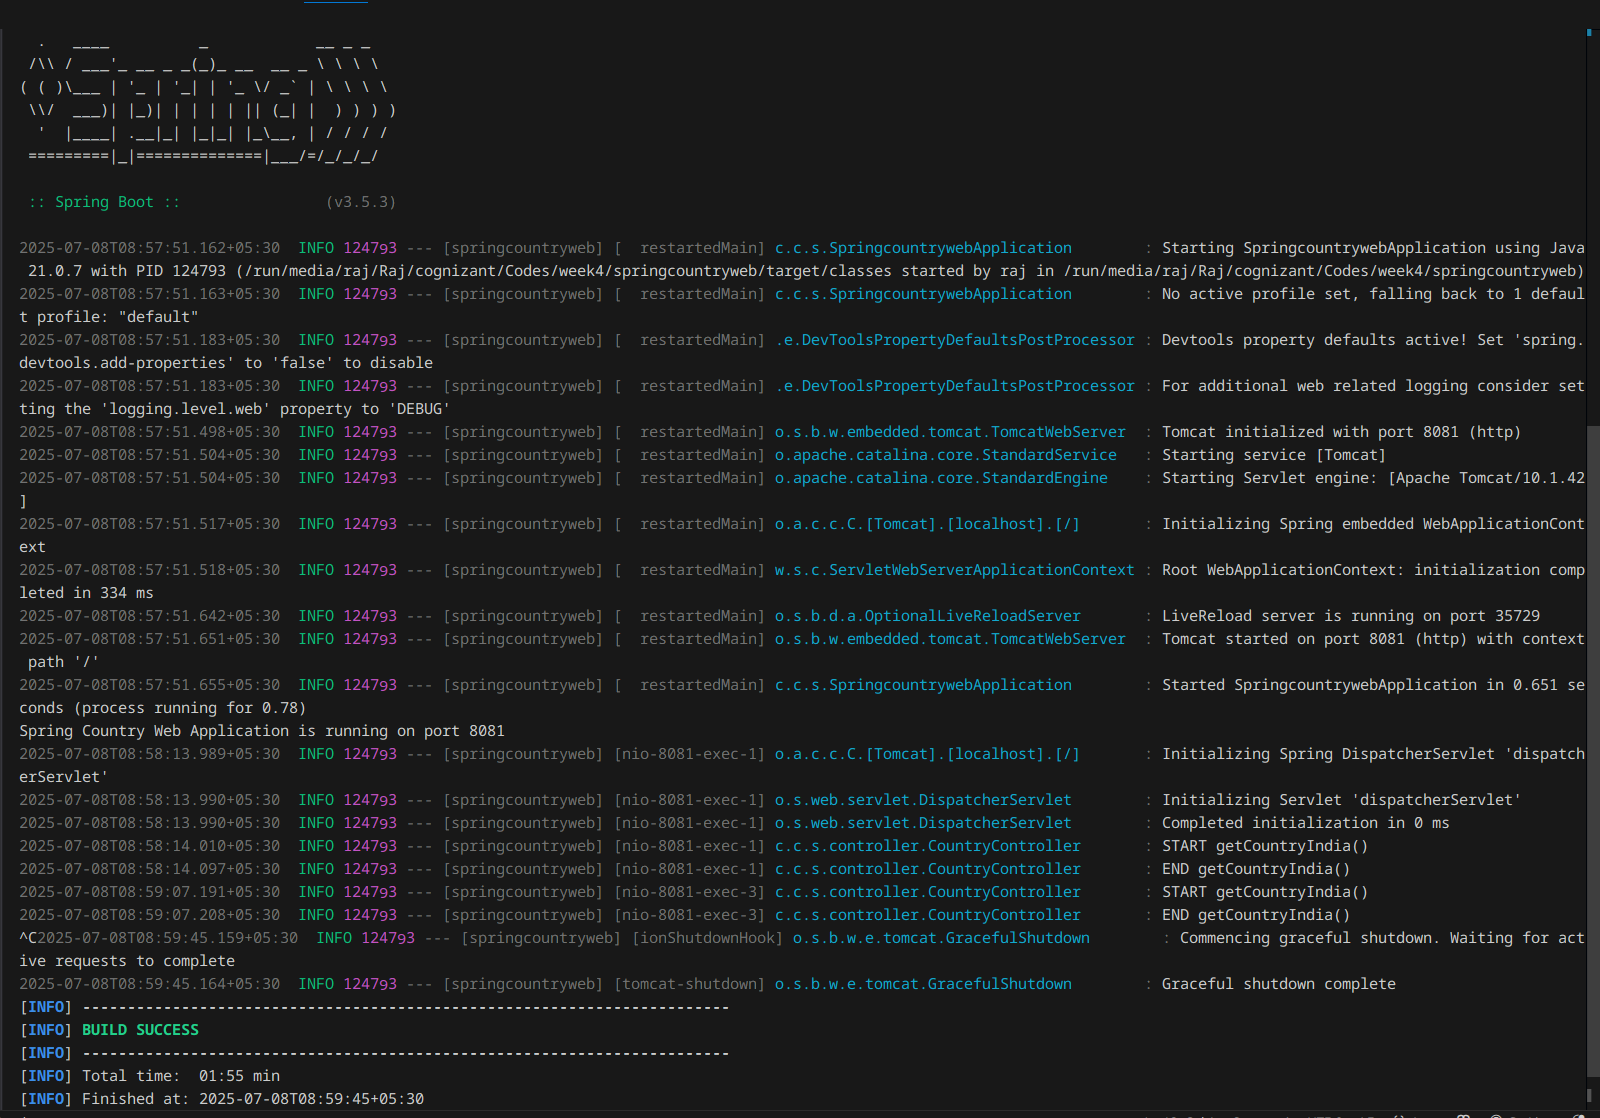 .   ____          _            __ _ _
 /\\ / ___'_ __ _ _(_)_ __  __ _ \ \ \ \
( ( )\___ | '_ | '_| | '_ \/ _` | \ \ \ \
 \\/  ___)| |_)| | | | | || (_| |  ) ) ) )
  '  |____| .__|_| |_|_| |_\__, | / / / /
 =========|_|==============|___/=/_/_/_/
 :: Spring Boot ::                (v3.5.3)
2025-07-08T08:57:51.162+05:30  INFO 124793 --- [springcountryweb] [  restartedMain] c.c.s.SpringcountrywebApplication        : Starting SpringcountrywebApplication using Java
 21.0.7 with PID 124793 (/run/media/raj/Raj/cognizant/Codes/week4/springcountryweb/target/classes started by raj in /run/media/raj/Raj/cognizant/Codes/week4/springcountryweb)
2025-07-08T08:57:51.163+05:30  INFO 124793 --- [springcountryweb] [  restartedMain] c.c.s.SpringcountrywebApplication        : No active profile set, falling back to 1 defaul
t profile: "default"
2025-07-08T08:57:51.183+05:30  INFO 124793 --- [springcountryweb] [  restartedMain] .e.DevToolsPropertyDefaultsPostProcessor : Devtools property defaults active! Set 'spring.
devtools.add-properties' to 'false' to disable
2025-07-08T08:57:51.183+05:30  INFO 124793 --- [springcountryweb] [  restartedMain] .e.DevToolsPropertyDefaultsPostProcessor : For additional web related logging consider set
ting the 'logging.level.web' property to 'DEBUG'
2025-07-08T08:57:51.498+05:30  INFO 124793 --- [springcountryweb] [  restartedMain] o.s.b.w.embedded.tomcat.TomcatWebServer  : Tomcat initialized with port 8081 (http)
2025-07-08T08:57:51.504+05:30  INFO 124793 --- [springcountryweb] [  restartedMain] o.apache.catalina.core.StandardService   : Starting service [Tomcat]
2025-07-08T08:57:51.504+05:30  INFO 124793 --- [springcountryweb] [  restartedMain] o.apache.catalina.core.StandardEngine    : Starting Servlet engine: [Apache Tomcat/10.1.42
]
2025-07-08T08:57:51.517+05:30  INFO 124793 --- [springcountryweb] [  restartedMain] o.a.c.c.C.[Tomcat].[localhost].[/]       : Initializing Spring embedded WebApplicationCont
ext
2025-07-08T08:57:51.518+05:30  INFO 124793 --- [springcountryweb] [  restartedMain] w.s.c.ServletWebServerApplicationContext : Root WebApplicationContext: initialization comp
leted in 334 ms
2025-07-08T08:57:51.642+05:30  INFO 124793 --- [springcountryweb] [  restartedMain] o.s.b.d.a.OptionalLiveReloadServer       : LiveReload server is running on port 35729
2025-07-08T08:57:51.651+05:30  INFO 124793 --- [springcountryweb] [  restartedMain] o.s.b.w.embedded.tomcat.TomcatWebServer  : Tomcat started on port 8081 (http) with context
 path '/'
2025-07-08T08:57:51.655+05:30  INFO 124793 --- [springcountryweb] [  restartedMain] c.c.s.SpringcountrywebApplication        : Started SpringcountrywebApplication in 0.651 se
conds (process running for 0.78)
Spring Country Web Application is running on port 8081
2025-07-08T08:58:13.989+05:30  INFO 124793 --- [springcountryweb] [nio-8081-exec-1] o.a.c.c.C.[Tomcat].[localhost].[/]       : Initializing Spring DispatcherServlet 'dispatch
erServlet'
2025-07-08T08:58:13.990+05:30  INFO 124793 --- [springcountryweb] [nio-8081-exec-1] o.s.web.servlet.DispatcherServlet        : Initializing Servlet 'dispatcherServlet'
2025-07-08T08:58:13.990+05:30  INFO 124793 --- [springcountryweb] [nio-8081-exec-1] o.s.web.servlet.DispatcherServlet        : Completed initialization in 0 ms
2025-07-08T08:58:14.010+05:30  INFO 124793 --- [springcountryweb] [nio-8081-exec-1] c.c.s.controller.CountryController       : START getCountryIndia()
2025-07-08T08:58:14.097+05:30  INFO 124793 --- [springcountryweb] [nio-8081-exec-1] c.c.s.controller.CountryController       : END getCountryIndia()
2025-07-08T08:59:07.191+05:30  INFO 124793 --- [springcountryweb] [nio-8081-exec-3] c.c.s.controller.CountryController       : START getCountryIndia()
2025-07-08T08:59:07.208+05:30  INFO 124793 --- [springcountryweb] [nio-8081-exec-3] c.c.s.controller.CountryController       : END getCountryIndia()
^C2025-07-08T08:59:45.159+05:30  INFO 124793 --- [springcountryweb] [ionShutdownHook] o.s.b.w.e.tomcat.GracefulShutdown        : Commencing graceful shutdown. Waiting for act
ive requests to complete
2025-07-08T08:59:45.164+05:30  INFO 124793 --- [springcountryweb] [tomcat-shutdown] o.s.b.w.e.tomcat.GracefulShutdown        : Graceful shutdown complete
[INFO] ------------------------------------------------------------------------
[INFO] BUILD SUCCESS
[INFO] ------------------------------------------------------------------------
[INFO] Total time:  01:55 min
[INFO] Finished at: 2025-07-08T08:59:45+05:30